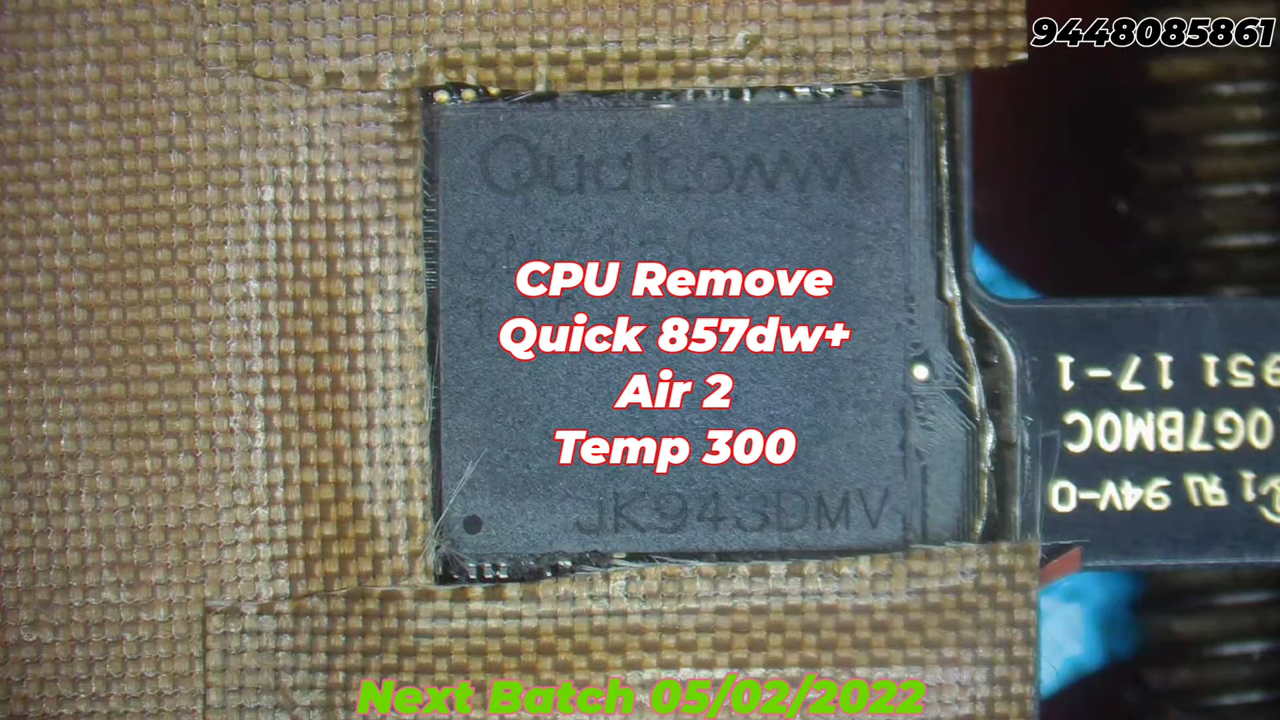 9448085861
Qualcomm
CPU Remove
Quick 857dw+
Air 2
Temp 300
951 17-1
0G7BM0C
94V-0
JK943DMV
Next Batch 05/02/2022